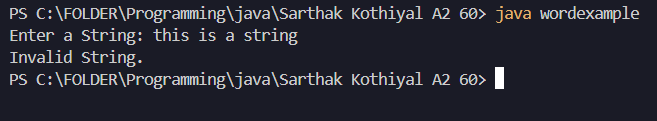 PS C:\FOLDER\Programming\java\Sarthak Kothiyal A2 60> java wordexample
Enter a String: this is a string
Invalid String.
PS C:\FOLDER\Programming\java\Sarthak Kothiyal A2 60>